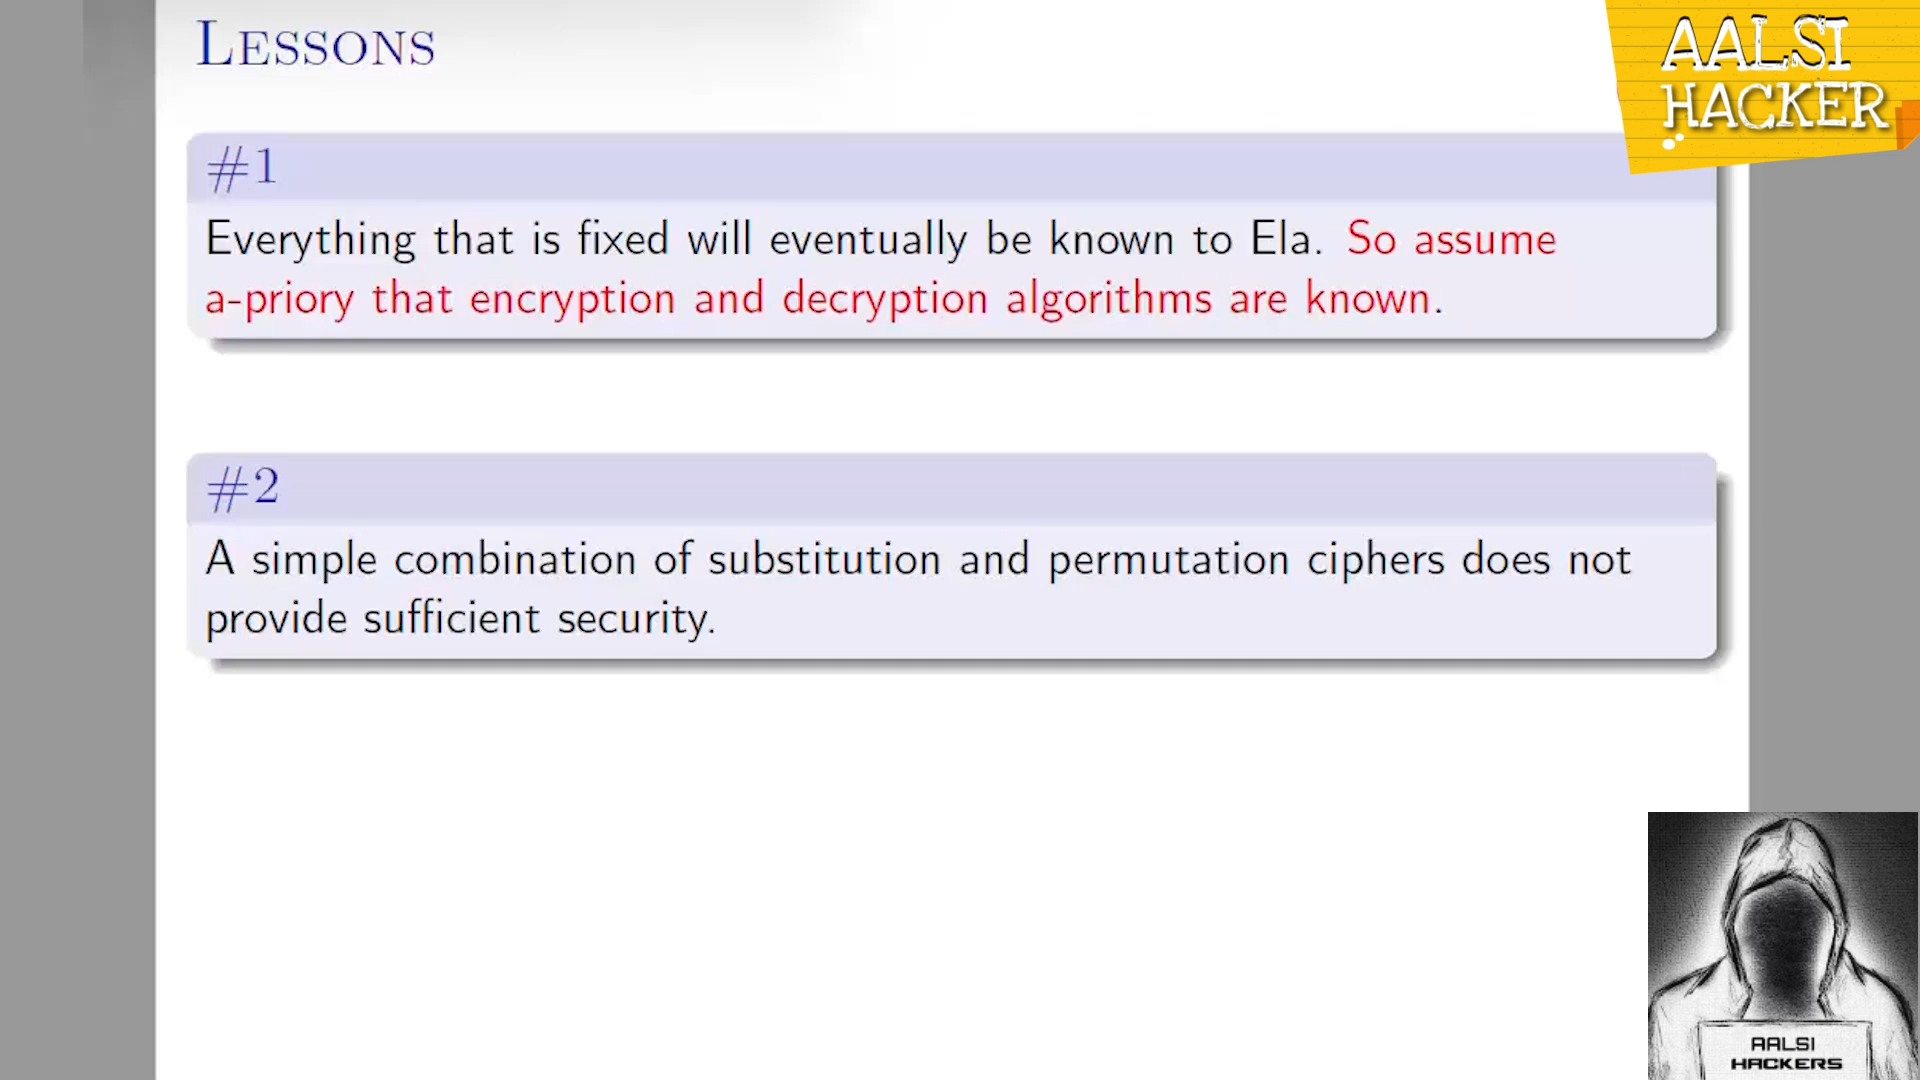 LESSONS
AALSI
HACKER
#1
Everything that is fixed will eventually be known to Ela. So assume
a-priory that encryption and decryption algorithms are known.
#2
A simple combination of substitution and permutation ciphers does not
provide sufficient security.
AALSI
HACKERS